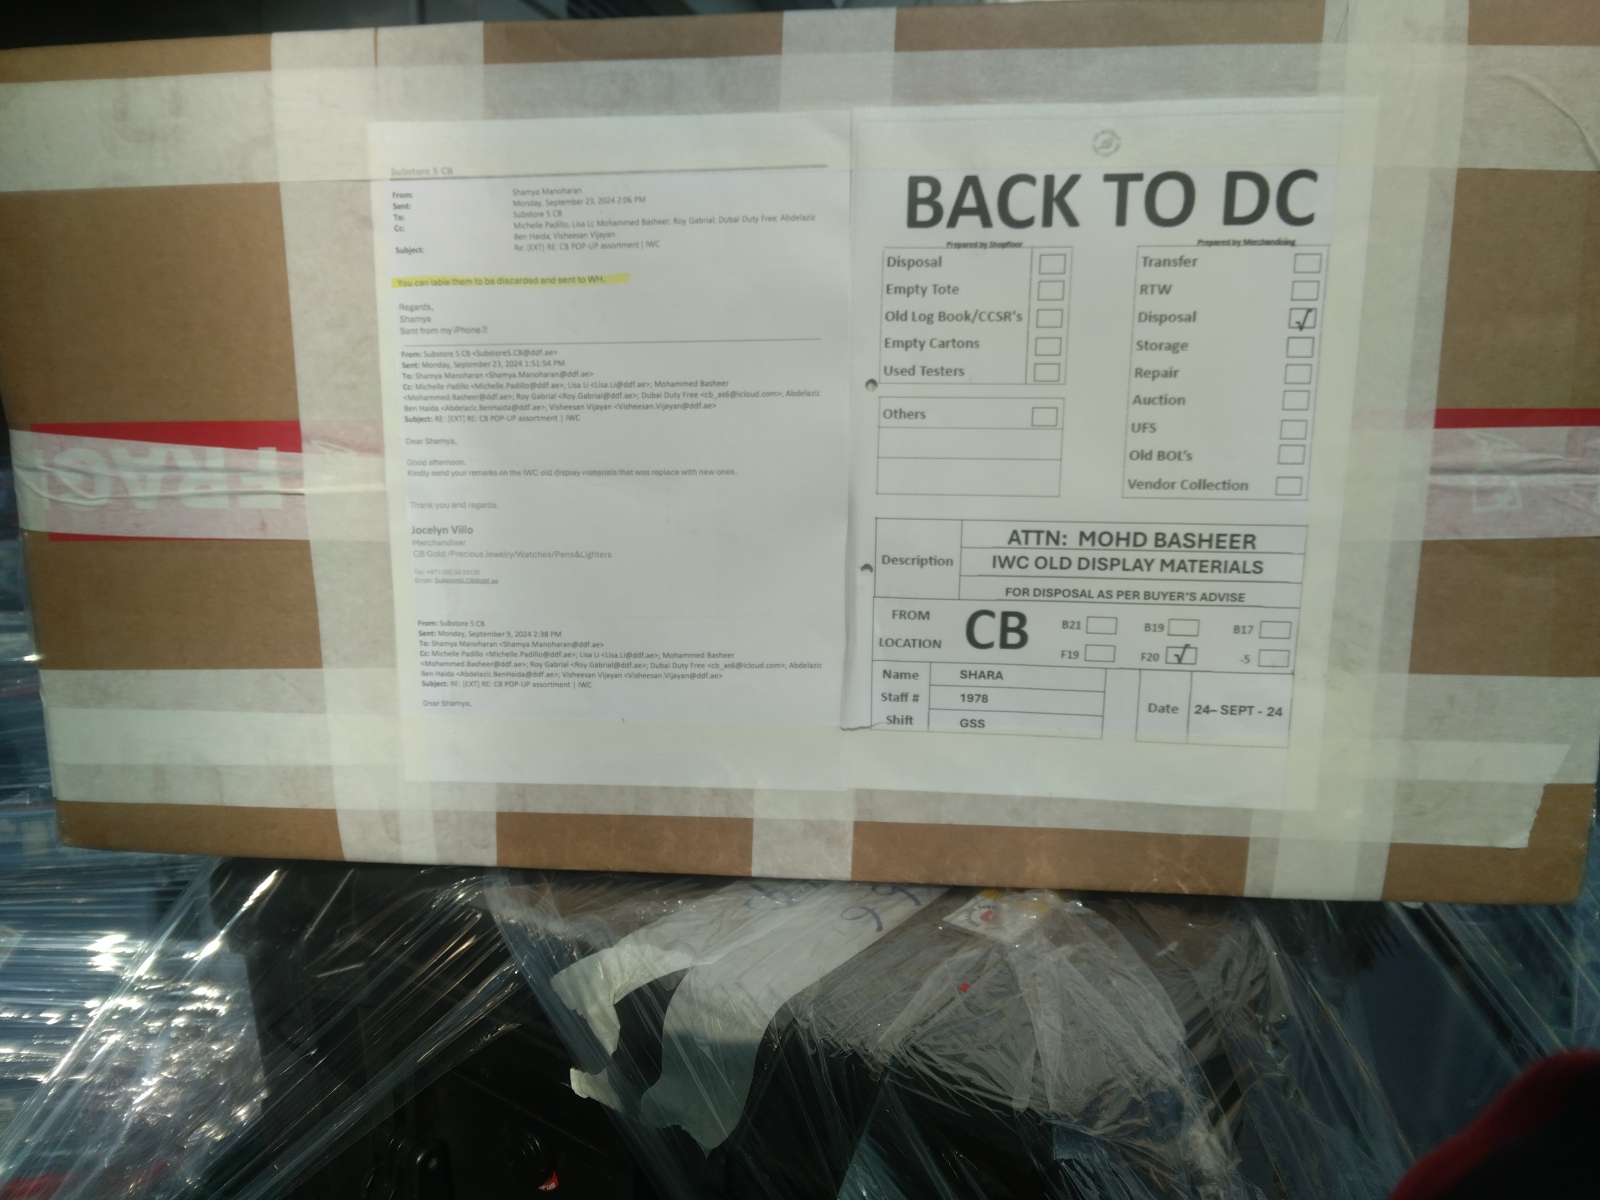 Substore 5 CB
From: Shamya Manoharan
Sent: Monday, September 23, 2024 2:06 PM
To: Substore 5 CB
Cc: Michelle Padillo; Lisa Li; Mohammed Basheer; Roy Gabrial; Dubai Duty Free; Abdelaziz
Ben Haida; Visheesan Vijayan
Subject: Re: [EXT] RE: CB POP-UP assortment | IWC
You can lable them to be discarded and sent to WH.
Regards,
Shamya
Sent from my iPhone
From: Substore 5 CB <Substore5.CB@ddf.ae>
Sent: Monday, September 23, 2024 1:51:54 PM
To: Shamya Manoharan <Shamya.Manoharan@ddf.ae>
Cc: Michelle Padillo <Michelle.Padillo@ddf.ae>; Lisa Li <Lisa.Li@ddf.ae>; Mohammed Basheer
<Mohammed.Basheer@ddf.ae>; Roy Gabrial <Roy.Gabrial@ddf.ae>; Dubai Duty Free <cb_as6@icloud.com>; Abdelaziz
Ben Haida <Abdelaziz.BenHaida@ddf.ae>; Visheesan Vijayan <Visheesan.Vijayan@ddf.ae>
Subject: RE: [EXT] RE: CB POP-UP assortment | IWC
Dear Shamya,
Good afternoon.
Kindly send your remarks on the IWC old display materials that was replace with new ones.
Thank you and regards,
Jocelyn Villo
Merchandiser
CB Gold /Precious Jewelry/Watches/Pens&Lighters
Email: Substore5.CB@ddf.ae
From: Substore 5 CB
Sent: Monday, September 9, 2024 2:38 PM
To: Shamya Manoharan <Shamya.Manoharan@ddf.ae>
Cc: Michelle Padillo <Michelle.Padillo@ddf.ae>; Lisa Li <Lisa.Li@ddf.ae>; Mohammed Basheer
<Mohammed.Basheer@ddf.ae>; Roy Gabrial <Roy.Gabrial@ddf.ae>; Dubai Duty Free <cb_as6@icloud.com>; Abdelaziz
Ben Haida <Abdelaziz.BenHaida@ddf.ae>; Visheesan Vijayan <Visheesan.Vijayan@ddf.ae>
Subject: RE: [EXT] RE: CB POP-UP assortment | IWC
Dear Shamya,
1
BACK TO DC
Prepared by Shopfloor
Disposal
Empty Tote
Old Log Book/CCSR's
Empty Cartons
Used Testers
Others
Prepared by Merchandising
Transfer
RTW
Disposal √
Storage
Repair
Auction
UFS
Old BOL's
Vendor Collection
Description
ATTN: MOHD BASHEER
IWC OLD DISPLAY MATERIALS
FOR DISPOSAL AS PER BUYER'S ADVISE
FROM LOCATION CB
B21 B19 B17
F19 F20 √ -5
Name SHARA
Staff # 1978
Shift GSS
Date 24– SEPT - 24
FRAG